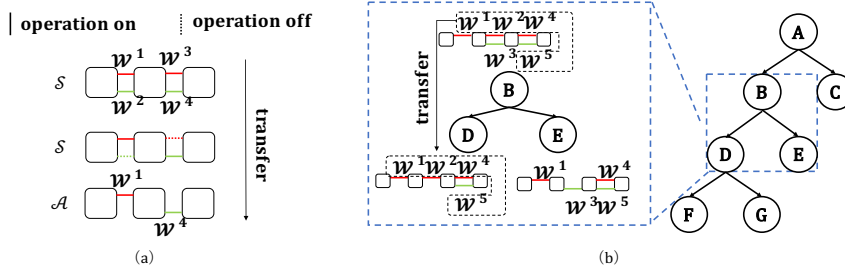 operation on
operation off
𝒲¹ 𝒲³
𝒮
𝒲² 𝒲⁴
𝒮
𝒲¹
𝒜
𝒲⁴
transfer
(a)
𝒲¹ 𝒲² 𝒲⁴
𝒲³
𝒲⁵
transfer
B
D E
𝒲¹ 𝒲² 𝒲⁴
𝒲⁵
𝒲¹ 𝒲⁴
𝒲³ 𝒲⁵
A
B C
D E
F G
(b)